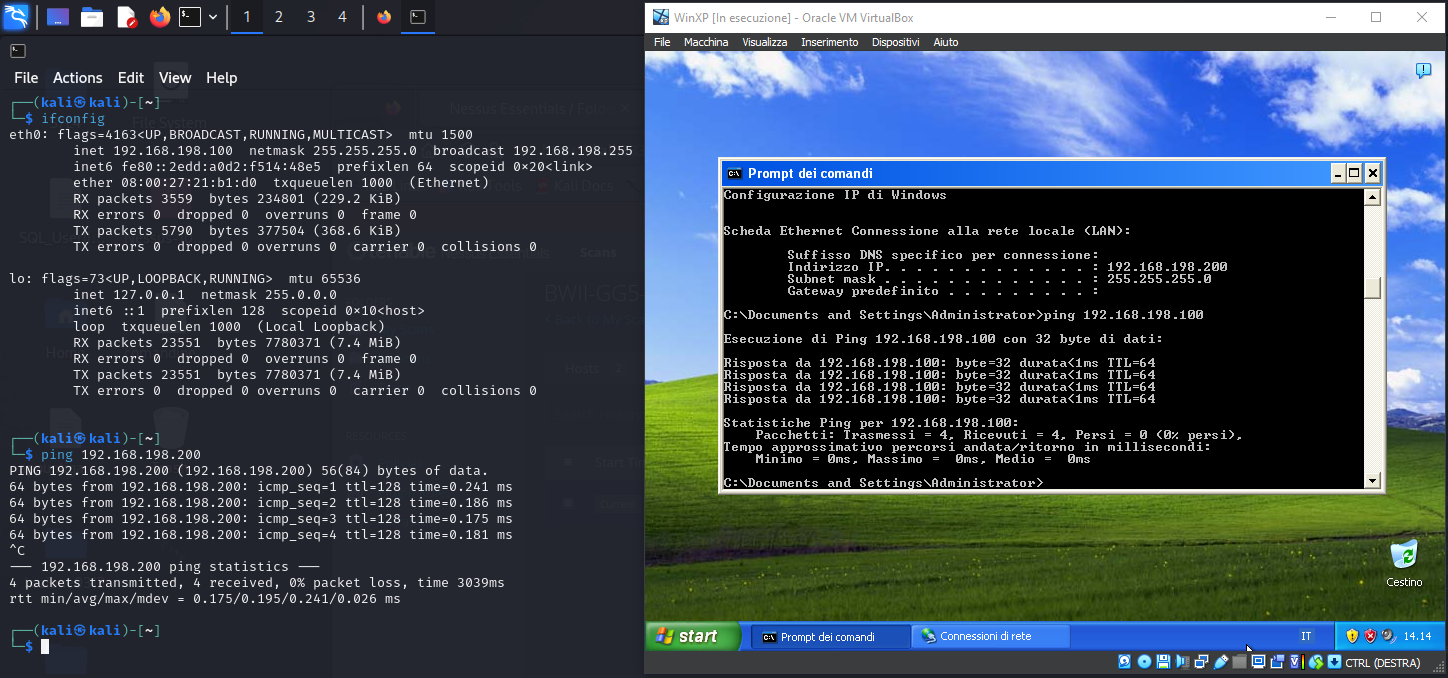 1 2 3 4
File Actions Edit View Help
┌──(kali㉿kali)-[~]
└─$ ifconfig
eth0: flags=4163<UP,BROADCAST,RUNNING,MULTICAST>  mtu 1500
        inet 192.168.198.100  netmask 255.255.255.0  broadcast 192.168.198.255
        inet6 fe80::2edd:a0d2:f514:48e5  prefixlen 64  scopeid 0×20<link>
        ether 08:00:27:21:b1:d0  txqueuelen 1000  (Ethernet)
        RX packets 3559  bytes 234801 (229.2 KiB)
        RX errors 0  dropped 0  overruns 0  frame 0
        TX packets 5790  bytes 377504 (368.6 KiB)
        TX errors 0  dropped 0 overruns 0  carrier 0  collisions 0
lo: flags=73<UP,LOOPBACK,RUNNING>  mtu 65536
        inet 127.0.0.1  netmask 255.0.0.0
        inet6 ::1  prefixlen 128  scopeid 0×10<host>
        loop  txqueuelen 1000  (Local Loopback)
        RX packets 23551  bytes 7780371 (7.4 MiB)
        RX errors 0  dropped 0  overruns 0  frame 0
        TX packets 23551  bytes 7780371 (7.4 MiB)
        TX errors 0  dropped 0 overruns 0  carrier 0  collisions 0
┌──(kali㉿kali)-[~]
└─$ ping 192.168.198.200
PING 192.168.198.200 (192.168.198.200) 56(84) bytes of data.
64 bytes from 192.168.198.200: icmp_seq=1 ttl=128 time=0.241 ms
64 bytes from 192.168.198.200: icmp_seq=2 ttl=128 time=0.186 ms
64 bytes from 192.168.198.200: icmp_seq=3 ttl=128 time=0.175 ms
64 bytes from 192.168.198.200: icmp_seq=4 ttl=128 time=0.181 ms
^C
─── 192.168.198.200 ping statistics ───
4 packets transmitted, 4 received, 0% packet loss, time 3039ms
rtt min/avg/max/mdev = 0.175/0.195/0.241/0.026 ms
┌──(kali㉿kali)-[~]
└─$
WinXP [In esecuzione] - Oracle VM VirtualBox
File Macchina Visualizza Inserimento Dispositivi Aiuto
Prompt dei comandi
Configurazione IP di Windows
Scheda Ethernet Connessione alla rete locale (LAN):
        Suffisso DNS specifico per connessione:
        Indirizzo IP. . . . . . . . . . . . . : 192.168.198.200
        Subnet mask . . . . . . . . . . . . . : 255.255.255.0
        Gateway predefinito . . . . . . . . . :
C:\Documents and Settings\Administrator>ping 192.168.198.100
Esecuzione di Ping 192.168.198.100 con 32 byte di dati:
Risposta da 192.168.198.100: byte=32 durata<1ms TTL=64
Risposta da 192.168.198.100: byte=32 durata<1ms TTL=64
Risposta da 192.168.198.100: byte=32 durata<1ms TTL=64
Risposta da 192.168.198.100: byte=32 durata<1ms TTL=64
Statistiche Ping per 192.168.198.100:
    Pacchetti: Trasmessi = 4, Ricevuti = 4, Persi = 0 (0% persi),
Tempo approssimativo percorsi andata/ritorno in millisecondi:
    Minimo = 0ms, Massimo =  0ms, Medio =  0ms
C:\Documents and Settings\Administrator>
Cestino
start Prompt dei comandi Connessioni di rete IT 14.14
CTRL (DESTRA)